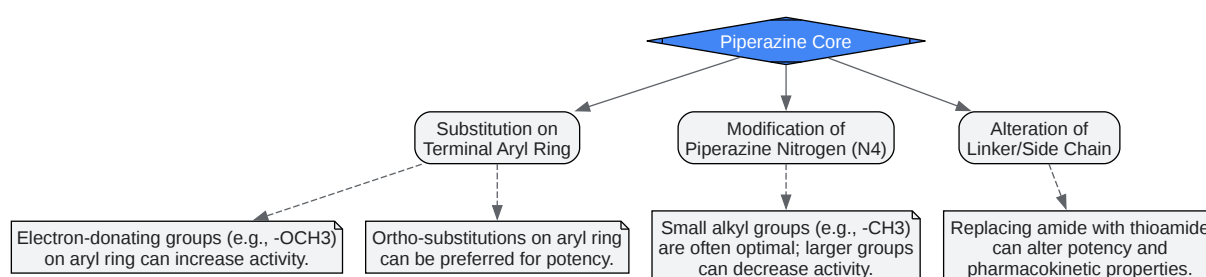 Piperazine Core
Substitution on
Terminal Aryl Ring
Modification of
Piperazine Nitrogen (N4)
Alteration of
Linker/Side Chain
Electron-donating groups (e.g., -OCH3)
on aryl ring can increase activity.
Ortho-substitutions on aryl ring
can be preferred for potency.
Small alkyl groups (e.g., -CH3)
are often optimal; larger groups
can decrease activity.
Replacing amide with thioamide
can alter potency and
pharmacokinetic properties.